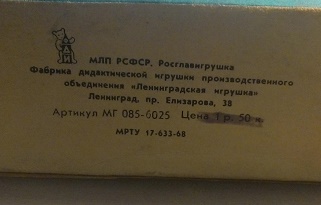 МЛП РСФСР. Росглавигрушка
Фабрика дидактической игрушки производственного
объединения «Ленинградская игрушка»
Ленинград, пр. Елизарова, 38
Артикул МГ 085-6025 Цена 1 р. 50 к.
МРТУ 17-633-68